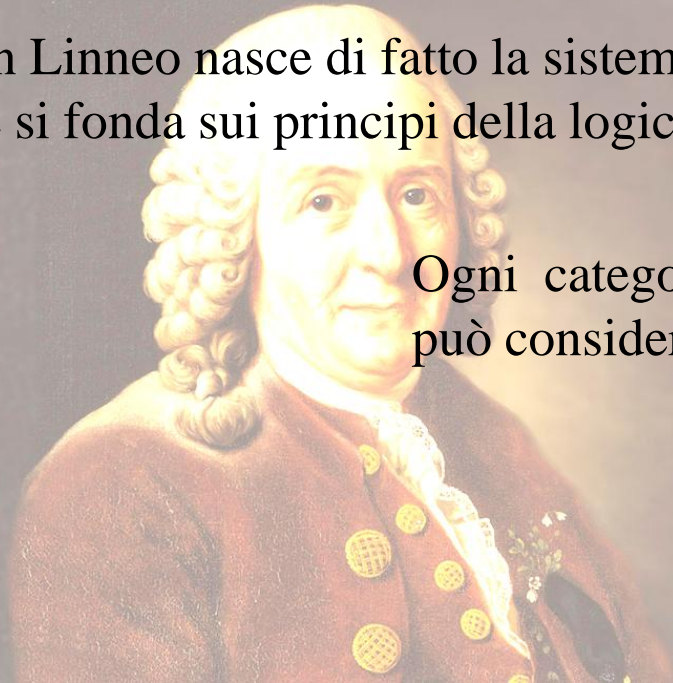 n Linneo nasce di fatto la sistem
si fonda sui principi della logic
Ogni catego
può consider